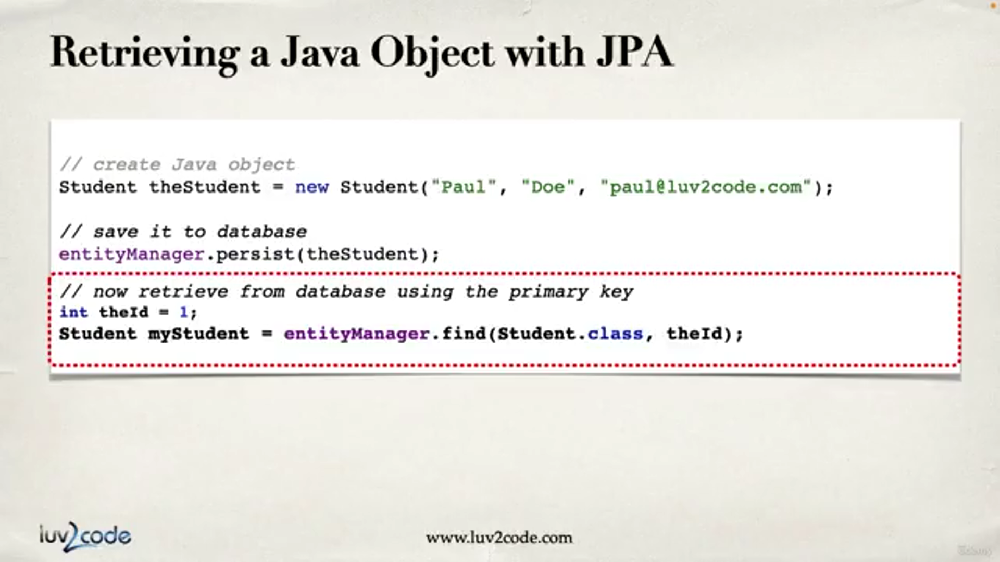 Retrieving a Java Object with JPA
// create Java object
Student theStudent = new Student("Paul", "Doe", "paul@luv2code.com");
// save it to database
entityManager.persist(theStudent);
// now retrieve from database using the primary key
int theId = 1;
Student myStudent = entityManager.find(Student.class, theId);
luv2code
www.luv2code.com
Udemy